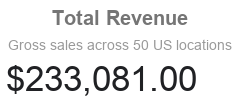 Total Revenue
Gross sales across 50 US locations
$233,081.00